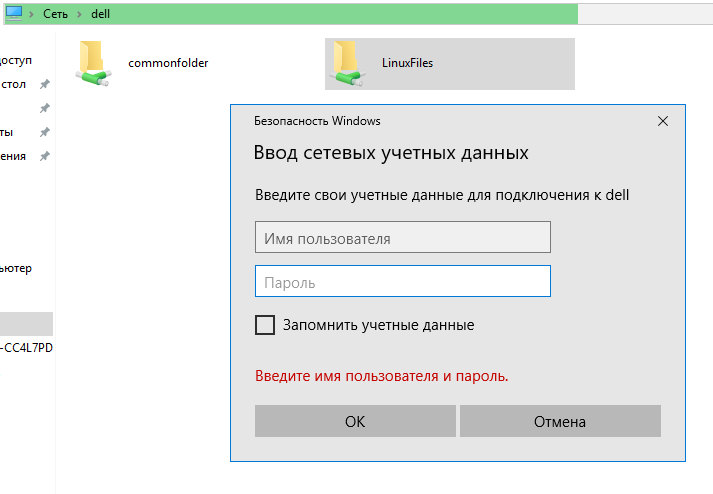 Сеть dell
доступ
стол
ты
ения
ьютер
-CC4L7PD
commonfolder
LinuxFiles
Безопасность Windows
Ввод сетевых учетных данных
Введите свои учетные данные для подключения к dell
Имя пользователя
Пароль
Запомнить учетные данные
Введите имя пользователя и пароль.
ОК Отмена